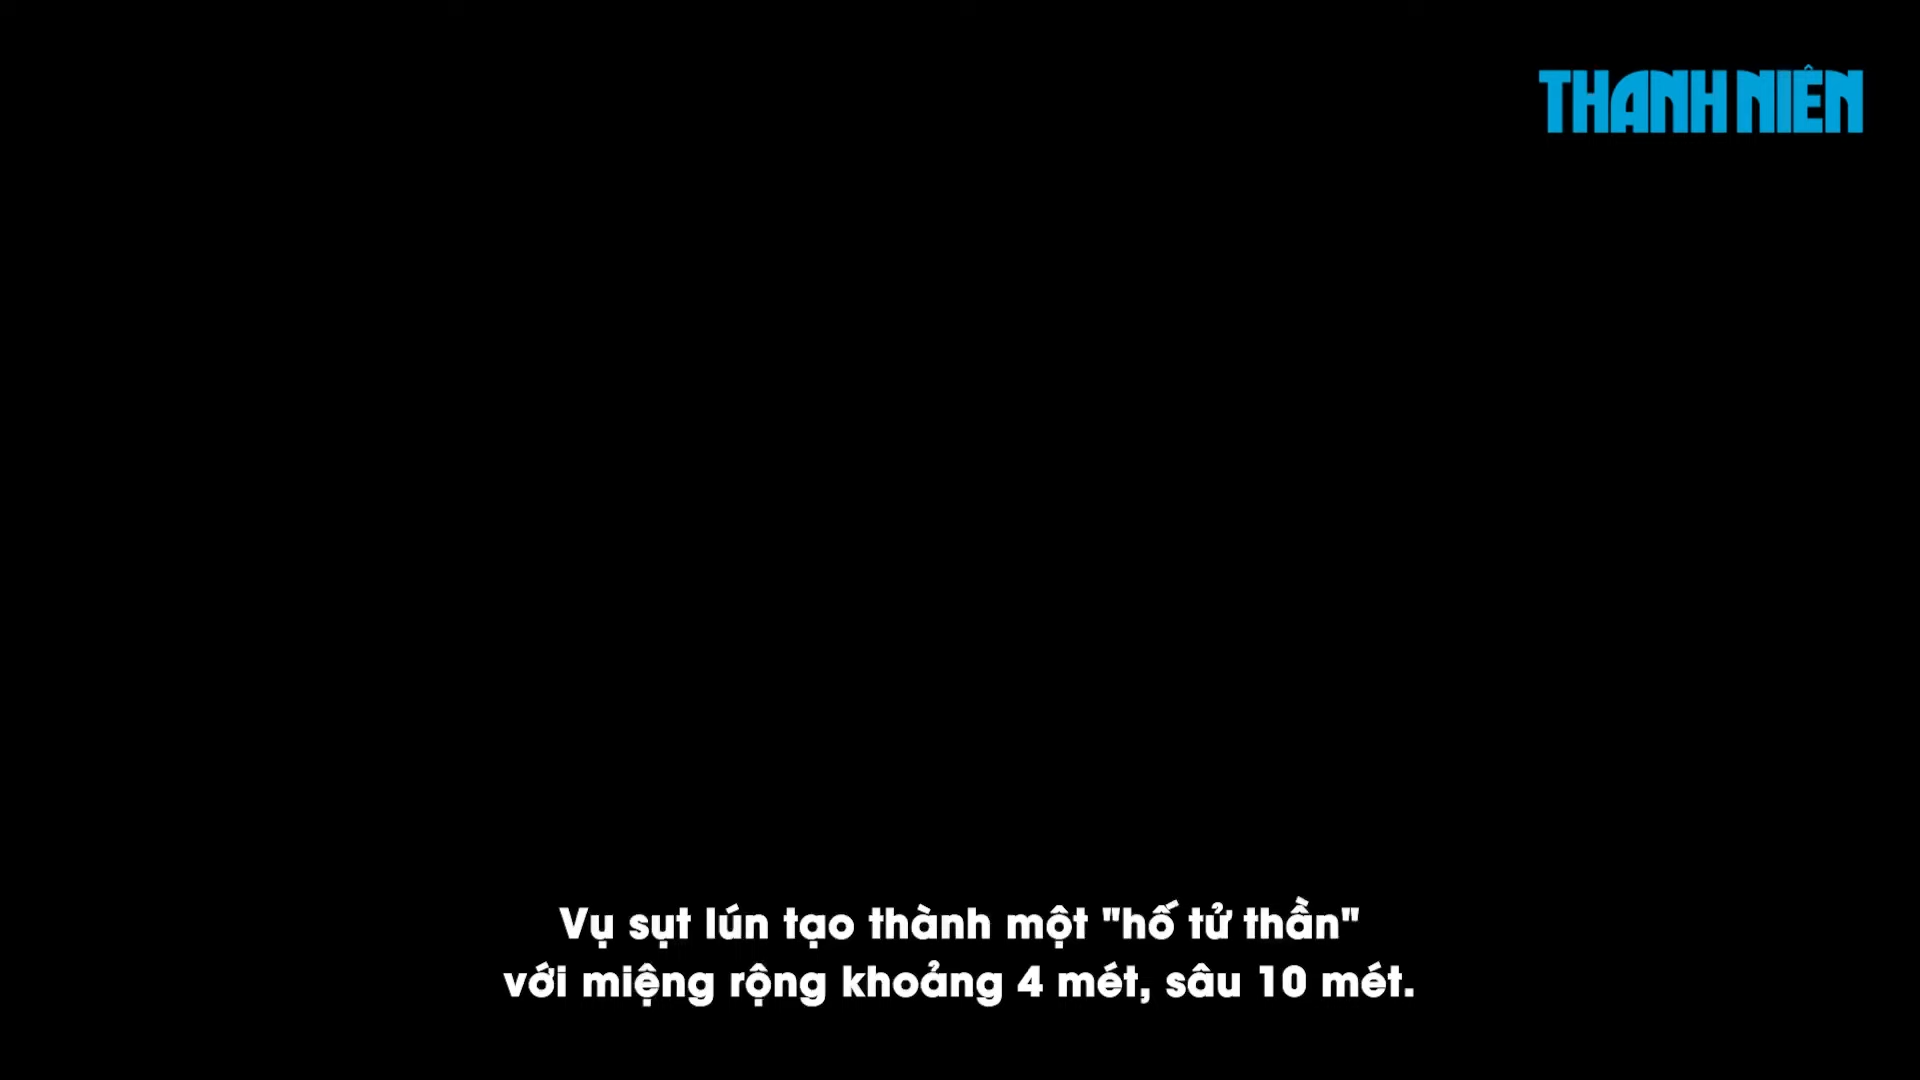 THANH NIÊN
Vụ sụt lún tạo thành một "hố tử thần"
với miệng rộng khoảng 4 mét, sâu 10 mét.